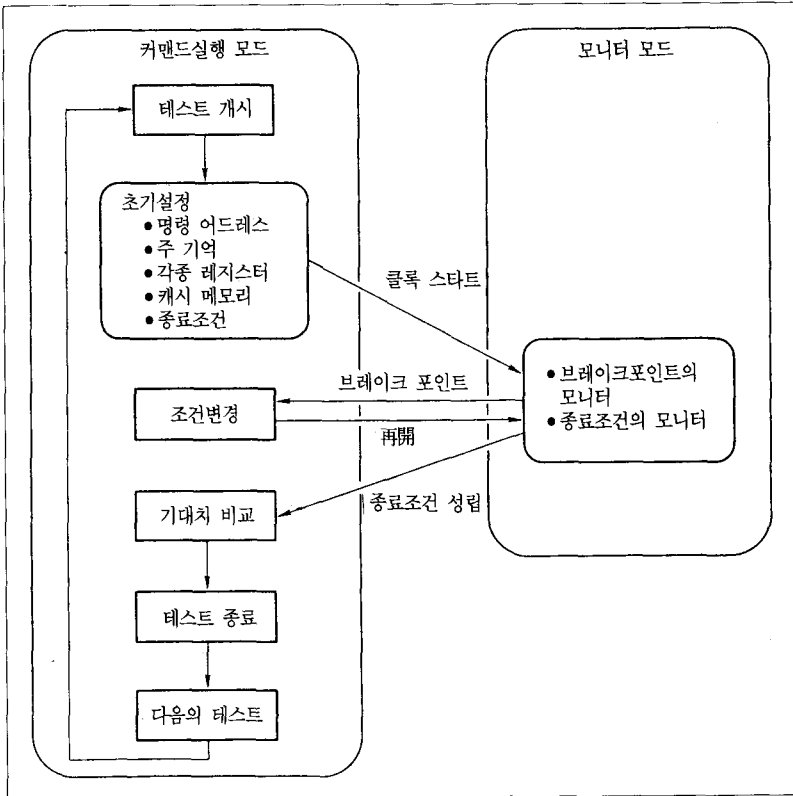 커맨드실행 모드
모니터 모드
테스트 개시
초기설정
●명령 어드레스
●주 기억
●각종 레지스터
●캐시 메모리
●종료조건
클록 스타트
브레이크 포인트
●브레이크포인트의
모니터
●종료조건의 모니터
조건변경
再開
종료조건 성립
기대치 비교
테스트 종료
다음의 테스트